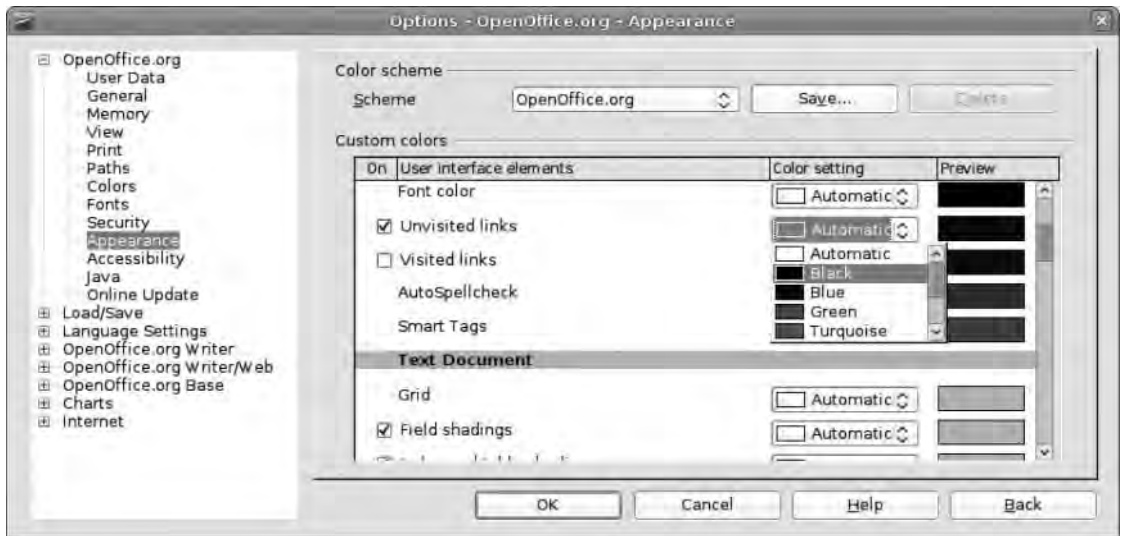 Options - OpenOffice.org - Appearance
OpenOffice.org
User Data
General
Memory
View
Print
Paths
Colors
Fonts
Security
Appearance
Accessibility
Java
Online Update
Load/Save
Language Settings
OpenOffice.org Writer
OpenOffice.org Writer/Web
OpenOffice.org Base
Charts
Internet
Color scheme
Scheme OpenOffice.org Save... Delete
Custom colors
On User interface elements Color setting Preview
Font color Automatic
Unvisited links Automatic
Automatic
Visited links
Black
AutoSpellcheck Blue
Green
Smart Tags Turquoise
Text Document
Grid Automatic
Field shadings Automatic
OK Cancel Help Back